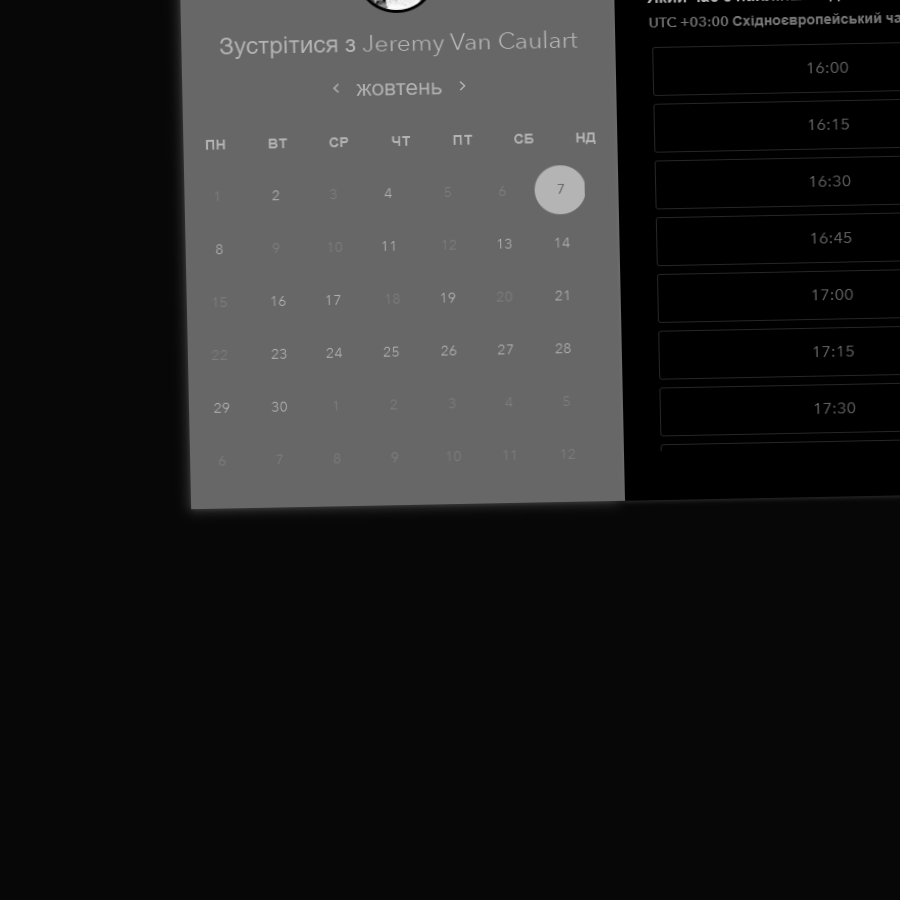 Зустрітися з Jeremy Van Caulart
‹ жовтень ›
ПН ВТ СР ЧТ ПТ СБ НД
1 2 3 4 5 6 7
8 9 10 11 12 13 14
15 16 17 18 19 20 21
22 23 24 25 26 27 28
29 30 1 2 3 4 5
6 7 8 9 10 11 12
UTC +03:00 Східноєвропейський
16:00
16:15
16:30
16:45
17:00
17:15
17:30